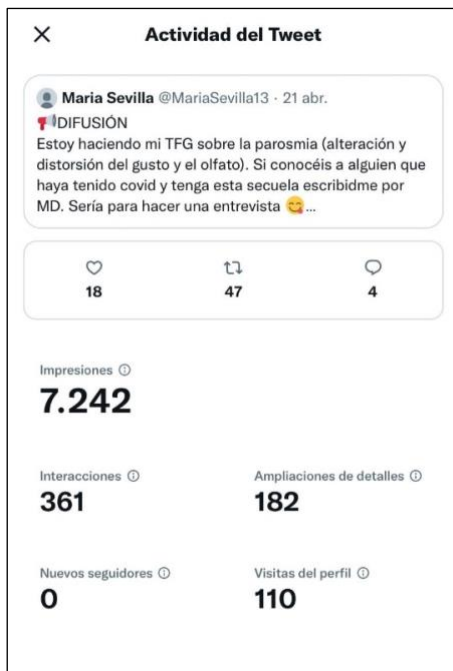 Actividad del Tweet
Maria Sevilla @MariaSevilla13 · 21 abr.
DIFUSIÓN
Estoy haciendo mi TFG sobre la parosmia (alteración y
distorsión del gusto y el olfato). Si conocéis a alguien que
haya tenido covid y tenga esta secuela escribidme por
MD. Sería para hacer una entrevista 😋...
18 47 4
Impresiones
7.242
Interacciones Ampliaciones de detalles
361 182
Nuevos seguidores Visitas del perfil
0 110